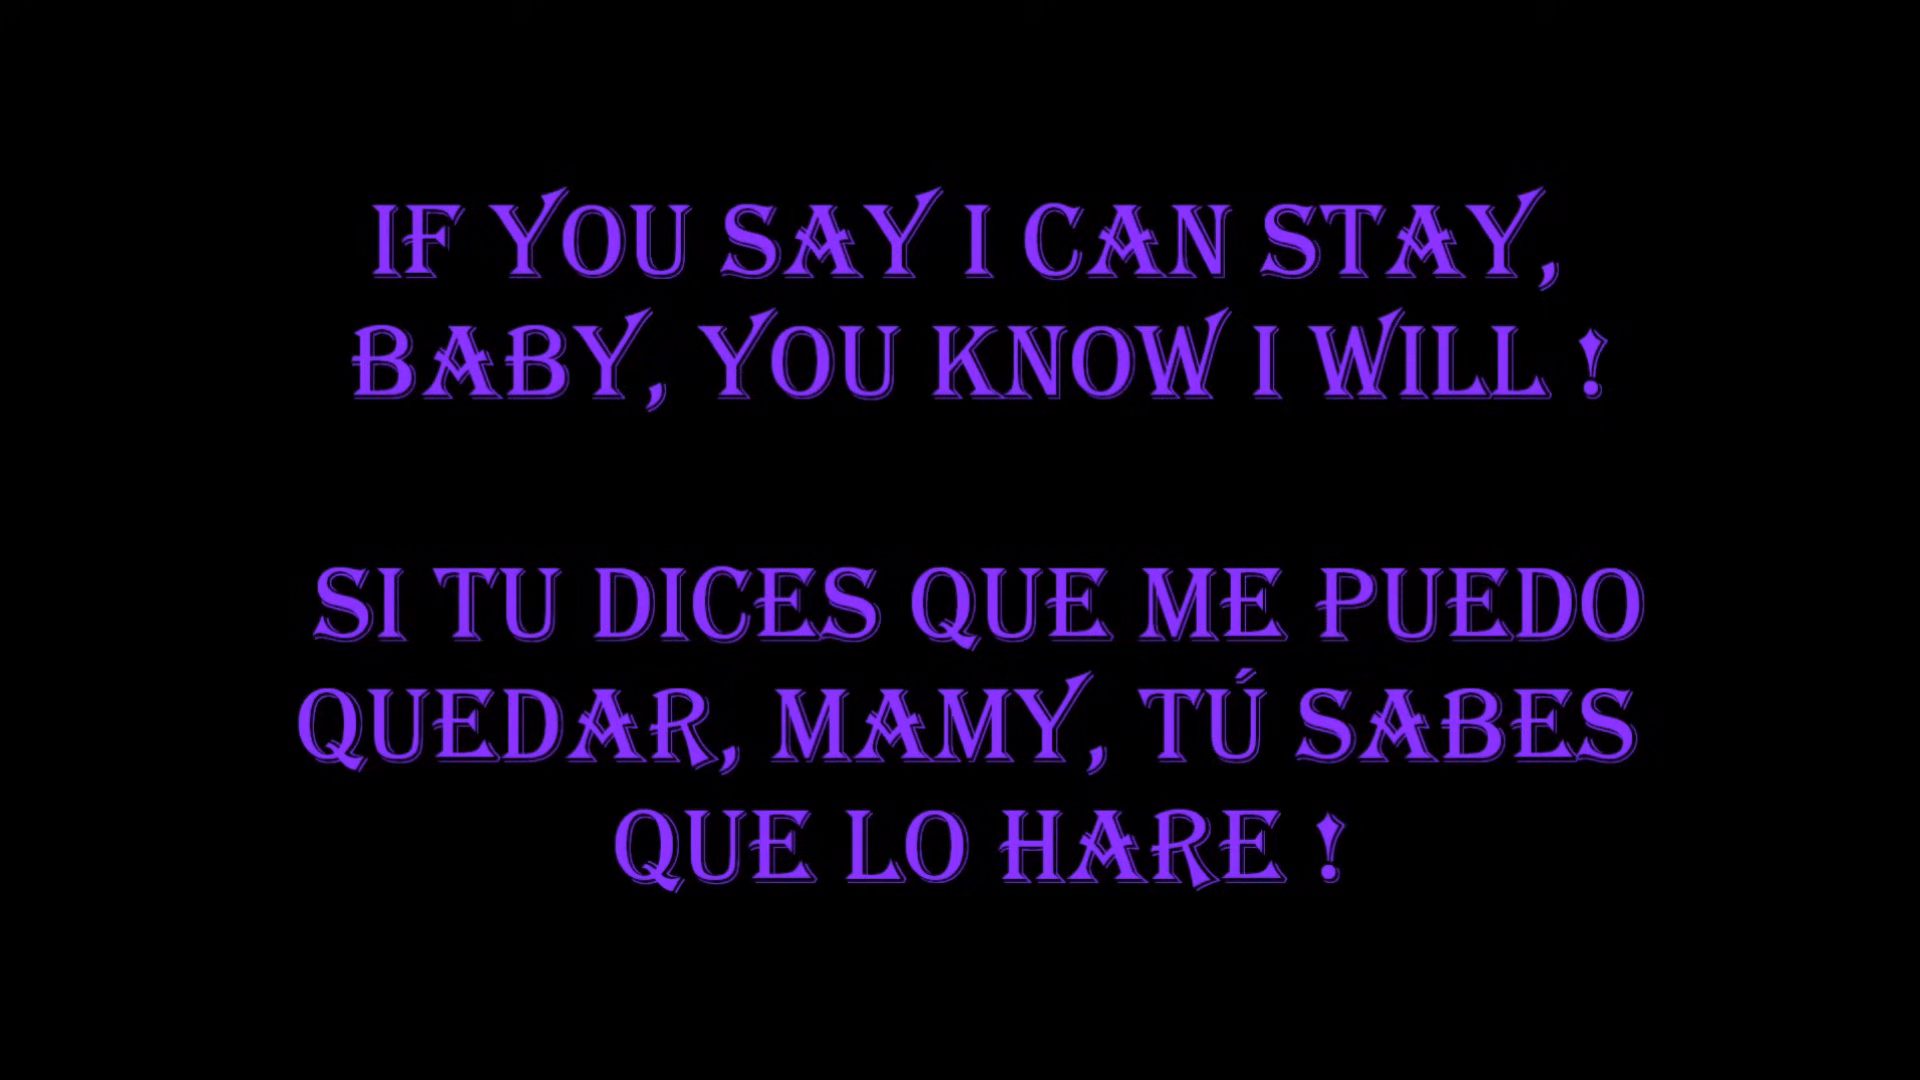 IF YOU SAY I CAN STAY,
BABY, YOU KNOW I WILL !
SI TU DICES QUE ME PUEDO
QUEDAR, MAMY, TÚ SABES
QUE LO HARE !